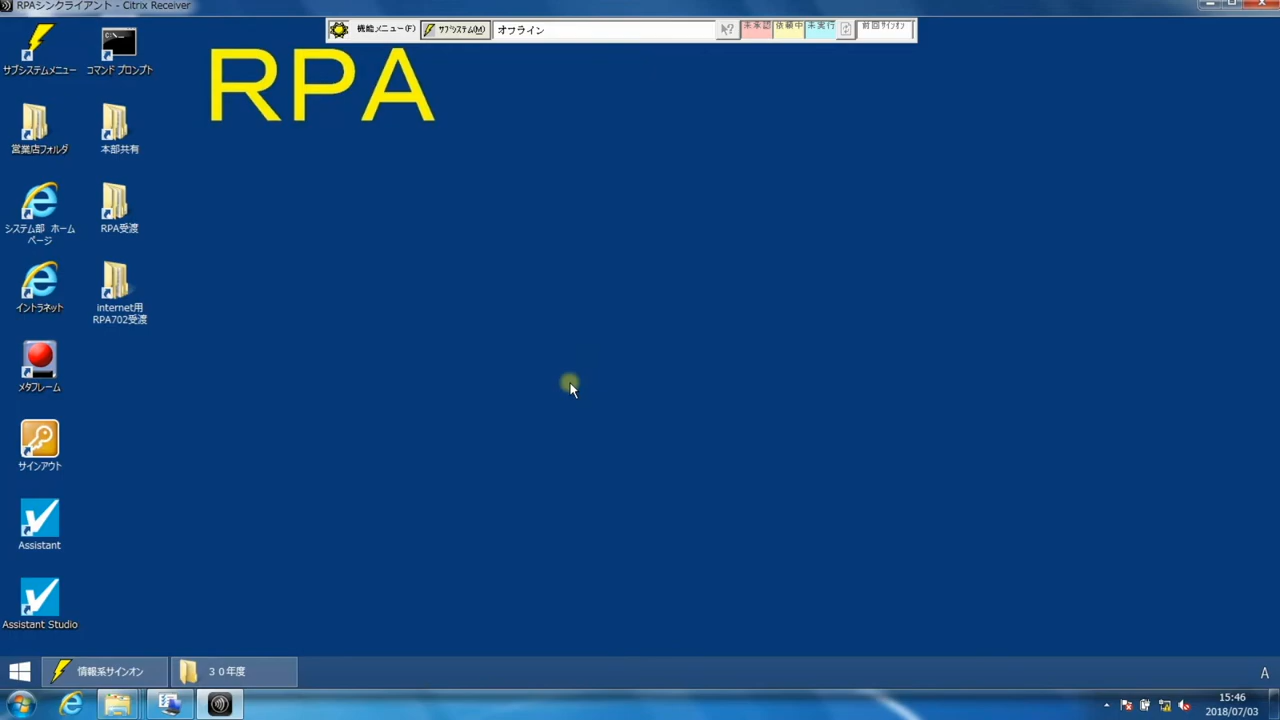 RPAシンクライアント - Citrix Receiver
機能メニュー(F)
サブシステム(M)
オフライン
未承認
依頼中
未実行
前回サインオン
RPA
サブシステムメニュー
コマンド プロンプト
営業店フォルダ
本部共有
システム部 ホーム
ページ
RPA受渡
イントラネット
internet用
RPA702受渡
メタフレーム
サインアウト
Assistant
Assistant Studio
情報系サインオン
３０年度
A
15:46
2018/07/03